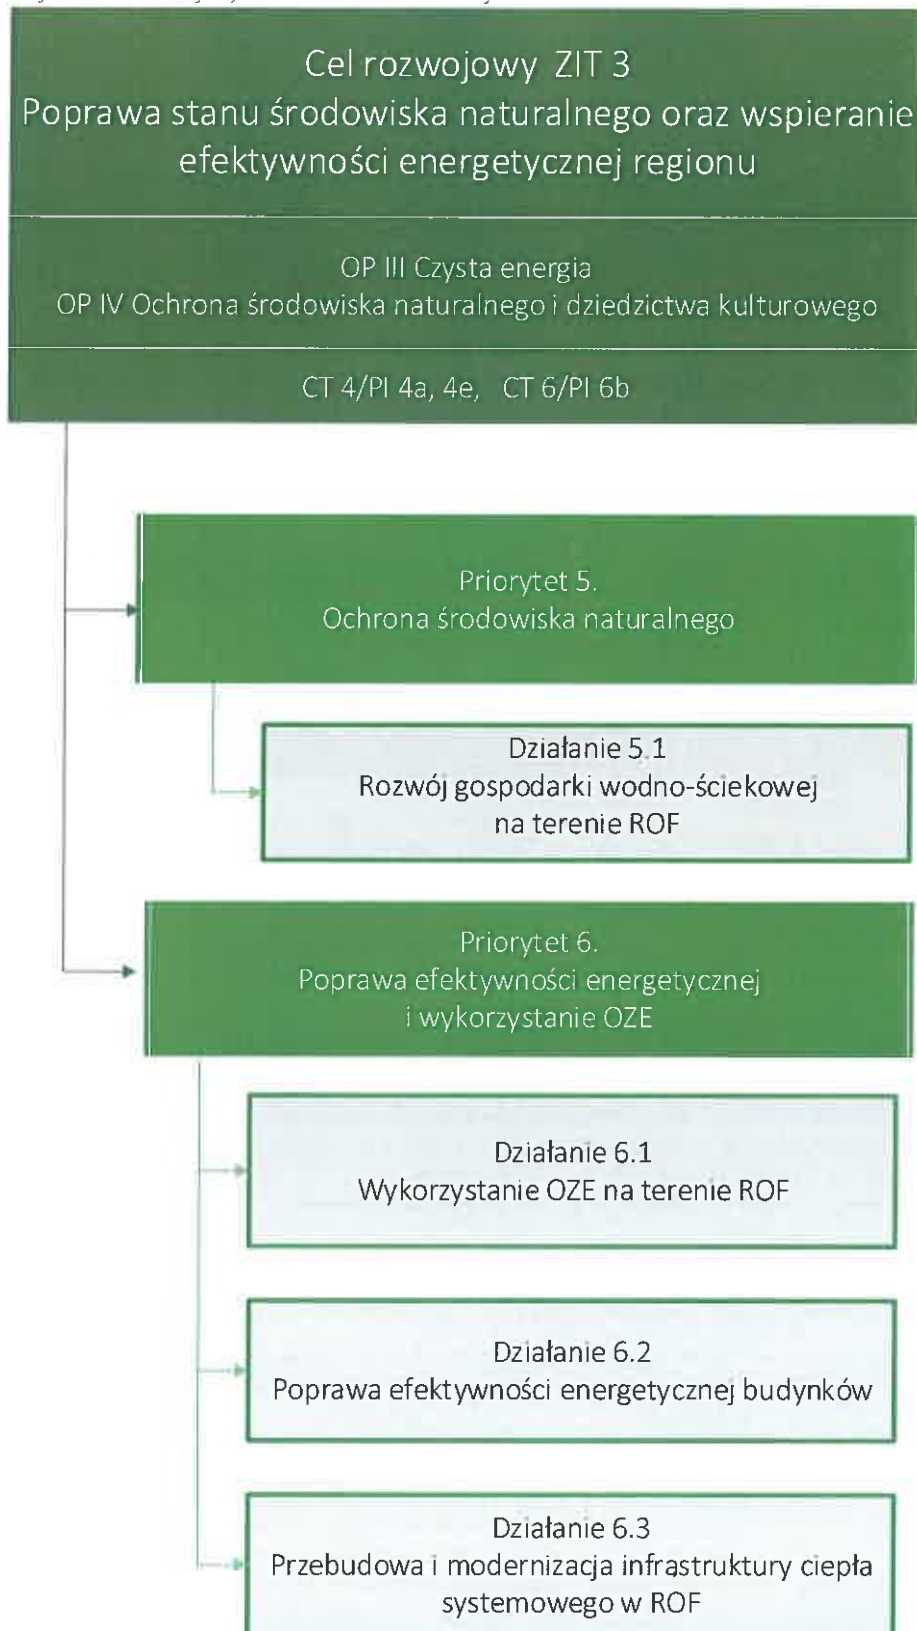 Cel rozwojowy ZIT 3
Poprawa stanu środowiska naturalnego oraz wspieranie
efektywności energetycznej regionu
OP III Czysta energia
OP IV Ochrona środowiska naturalnego i dziedzictwa kulturowego
CT 4/PI 4a, 4e, CT 6/PI 6b
Priorytet 5.
Ochrona środowiska naturalnego
Działanie 5.1
Rozwój gospodarki wodno-ściekowej
na terenie ROF
Priorytet 6.
Poprawa efektywności energetycznej
i wykorzystanie OZE
Działanie 6.1
Wykorzystanie OZE na terenie ROF
Działanie 6.2
Poprawa efektywności energetycznej budynków
Działanie 6.3
Przebudowa i modernizacja infrastruktury ciepła
systemowego w ROF